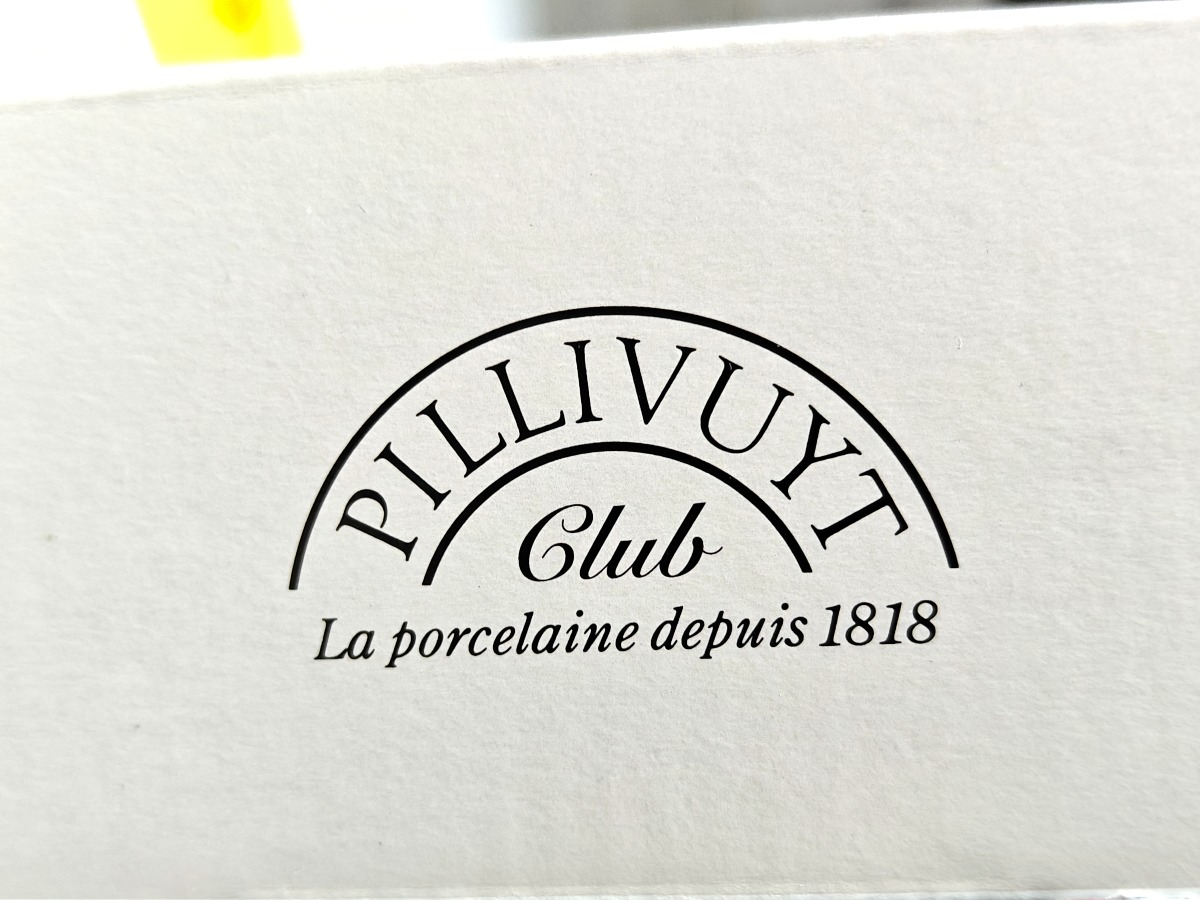 PILLIVUYT
Club
La porcelaine depuis 1818